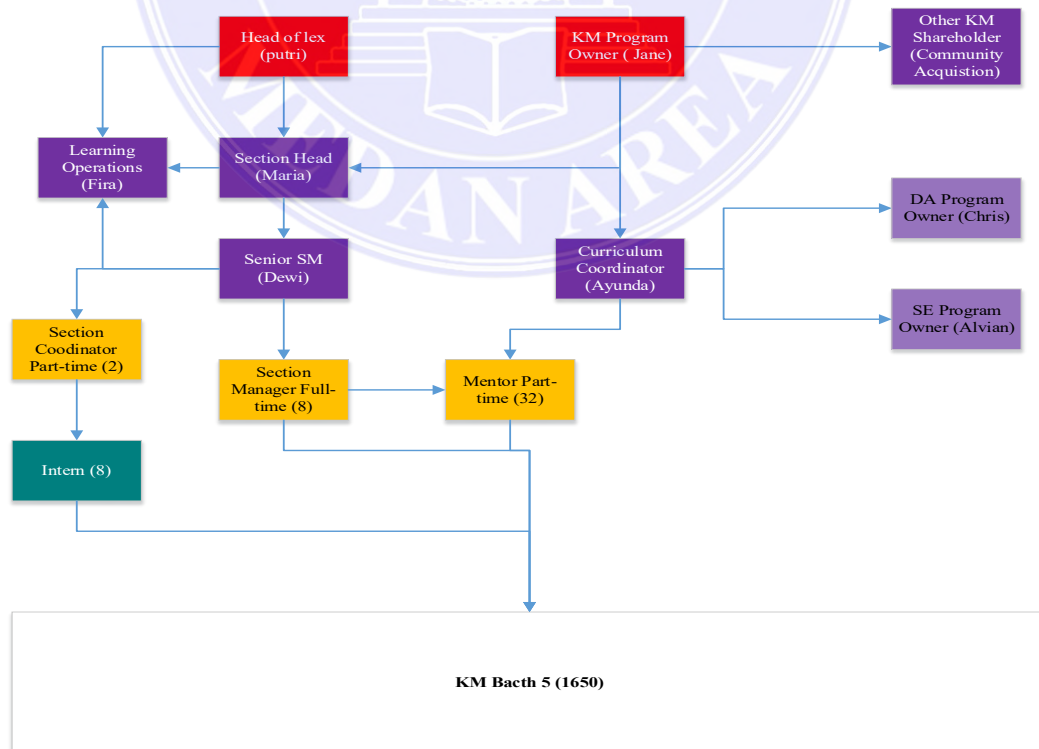 Head of lex
(putri)
KM Program
Owner ( Jane)
Other KM
Shareholder
(Community
Acquistion)
Learning
Operations
(Fira)
Section Head
(Maria)
MEDAN AREA
DA Program
Owner (Chris)
Senior SM
(Dewi)
Curriculum
Coordinator
(Ayunda)
SE Program
Owner (Alvian)
Section
Coodinator
Part-time (2)
Section
Manager Full-
time (8)
Mentor Part-
time (32)
Intern (8)
KM Bacth 5 (1650)